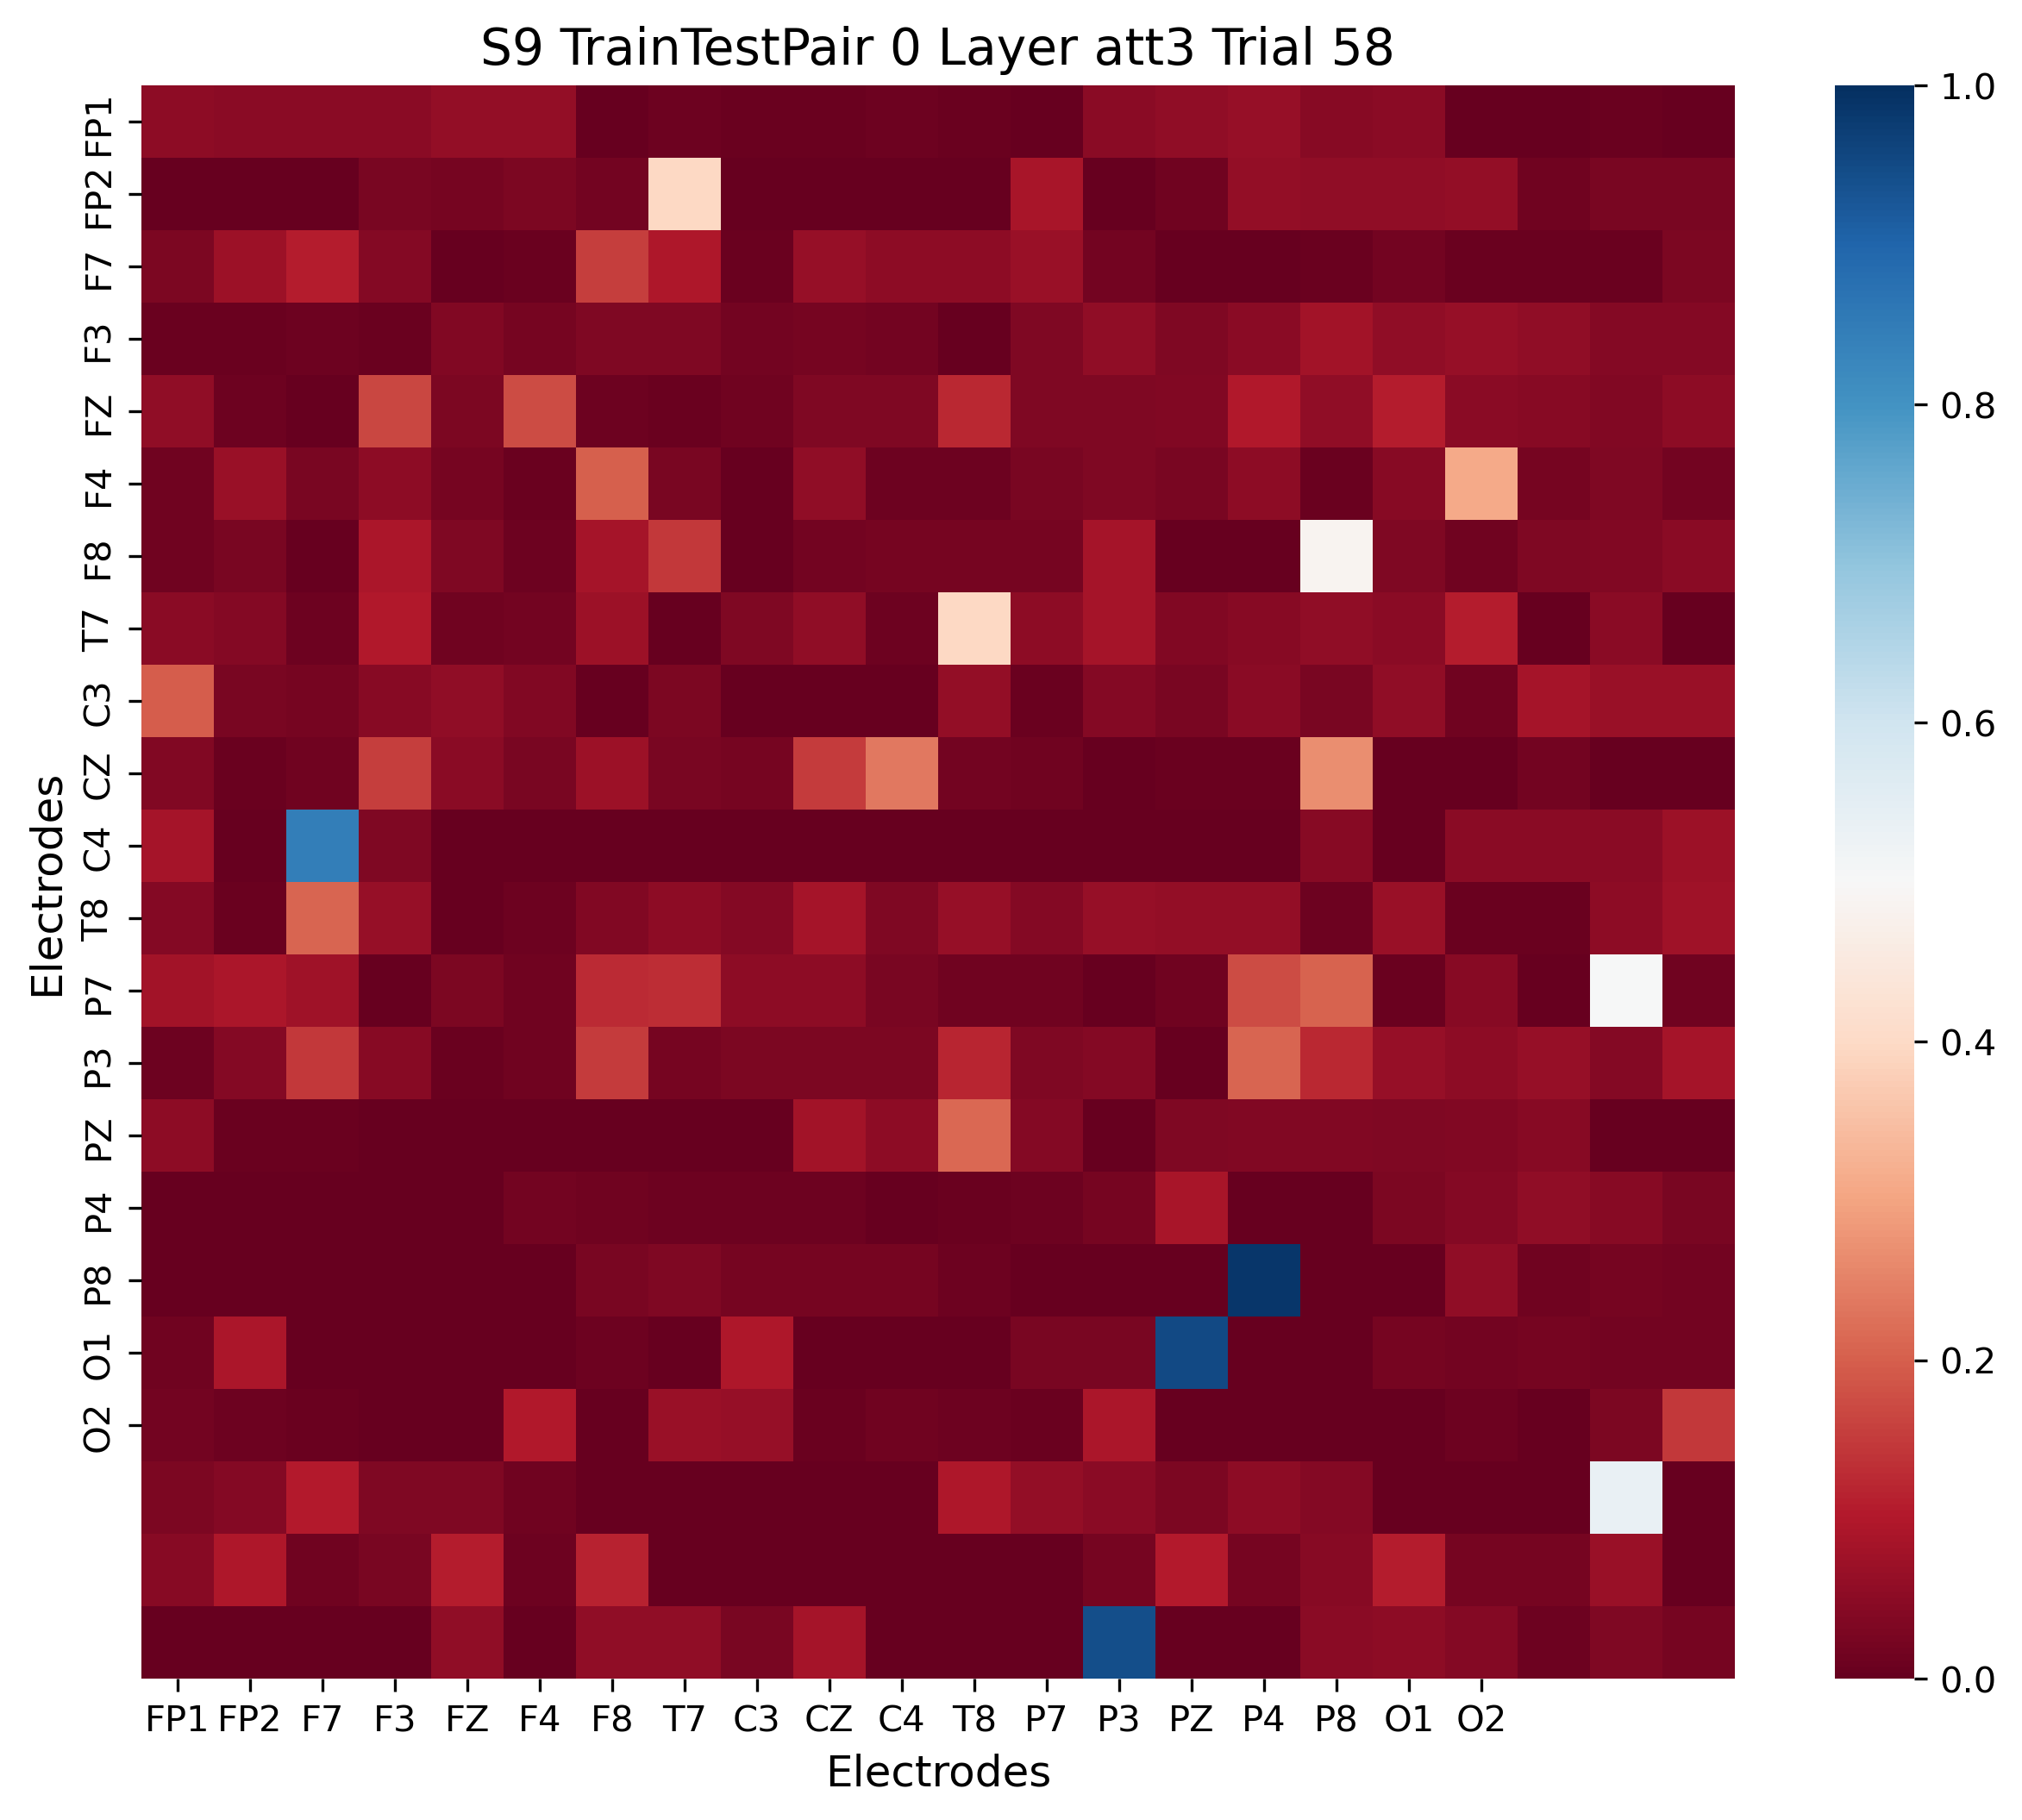 S9 TrainTestPair 0 Layer att3 Trial 58
Electrodes
FP1
FP2
F7
F3
FZ
F4
F8
T7
C3
CZ
C4
T8
P7
P3
PZ
P4
P8
O1
O2
FP1 FP2 F7 F3 FZ F4 F8 T7 C3 CZ C4 T8 P7 P3 PZ P4 P8 O1 O2
Electrodes
1.0
0.8
0.6
0.4
0.2
0.0